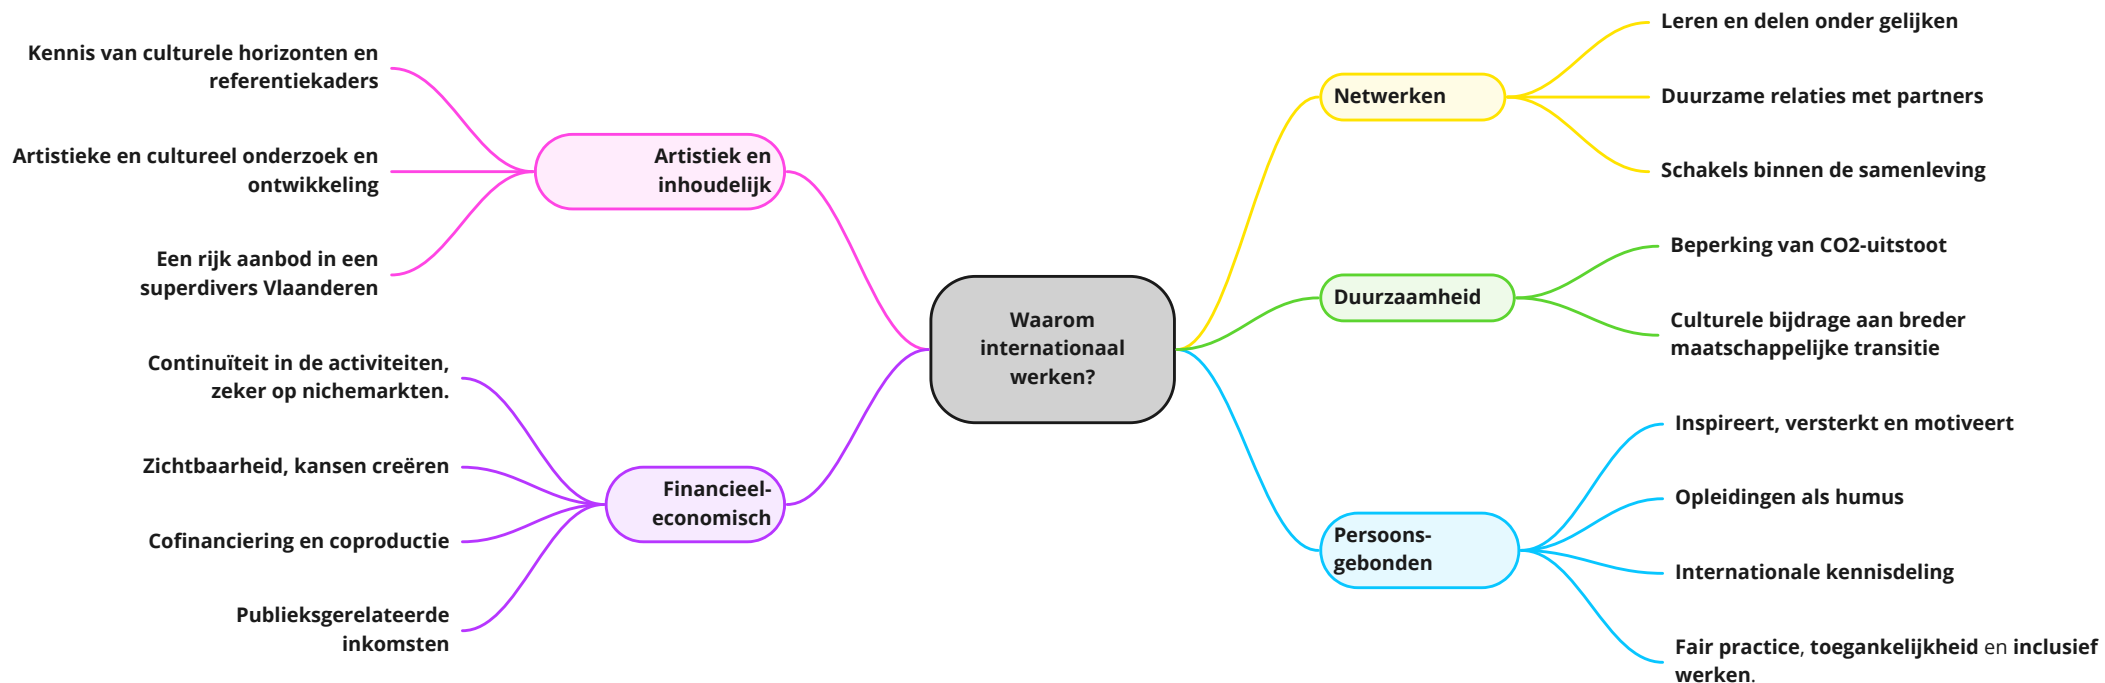 Kennis van culturele horizonten en
referentiekaders
Artistieke en cultureel onderzoek en
ontwikkeling
Een rijk aanbod in een
superdivers Vlaanderen
Artistiek en
inhoudelijk
Continuïteit in de activiteiten,
zeker op nichemarkten.
Zichtbaarheid, kansen creëren
Cofinanciering en coproductie
Publieksgerelateerde
inkomsten
Financieel-
economisch
Waarom
internationaal
werken?
Netwerken
Leren en delen onder gelijken
Duurzame relaties met partners
Schakels binnen de samenleving
Duurzaamheid
Beperking van CO2-uitstoot
Culturele bijdrage aan breder
maatschappelijke transitie
Persoons-
gebonden
Inspireert, versterkt en motiveert
Opleidingen als humus
Internationale kennisdeling
Fair practice, toegankelijkheid en inclusief
werken.